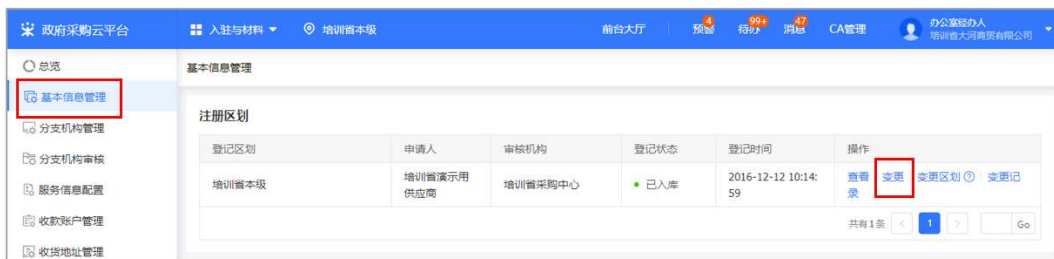 政府采购云平台 入驻与材料 培训省本级 前台大厅 预警 4 待办 99+ 消息 47 CA管理 办公室经办人
培训省大河商贸有限公司
总览
基本信息管理
基本信息管理
分支机构管理
分支机构审核
服务信息配置
收款账户管理
收货地址管理
注册区划
登记区划 申请人 审核机构 登记状态 登记时间 操作
培训省本级 培训省演示用供应商 培训省采购中心 已入库 2016-12-12 10:14:59 查看 变更 变更区划 变更记录
共有1条 < 1 > Go